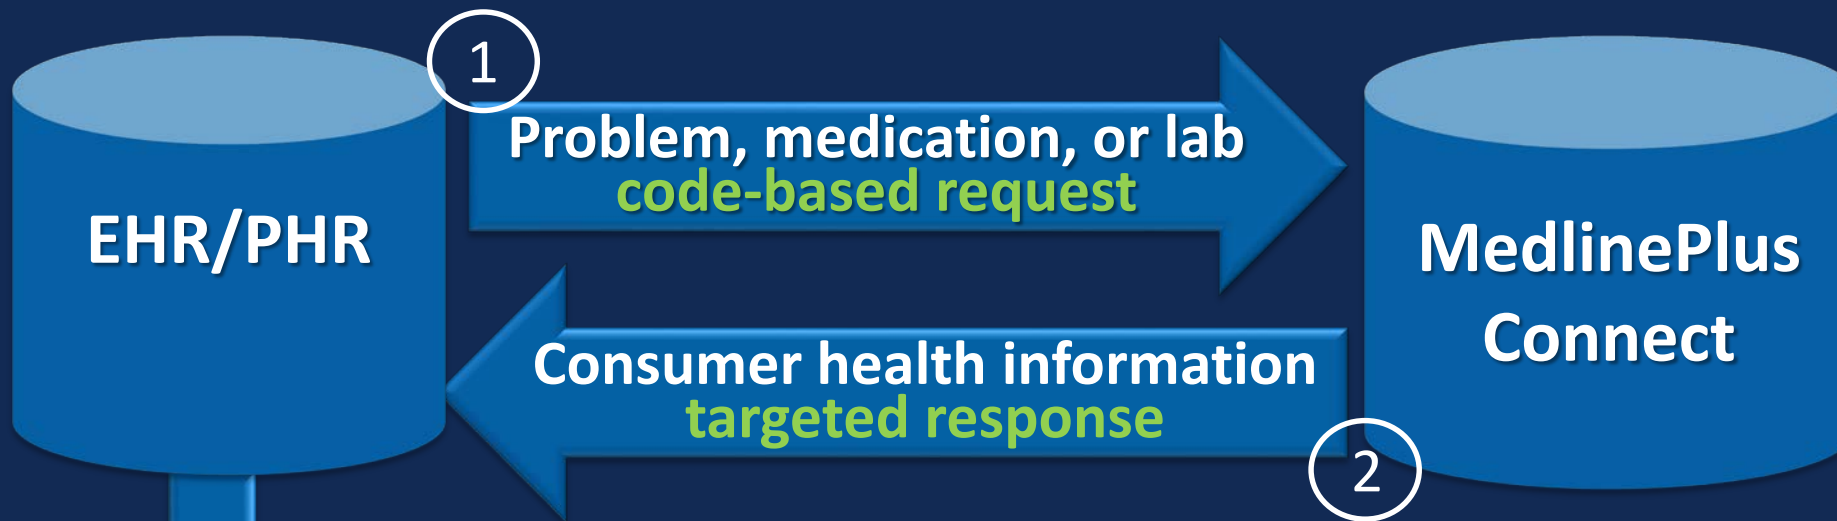 1
Problem, medication, or lab
code-based request
EHR/PHR
MedlinePlus
Connect
Consumer health information
targeted response
2